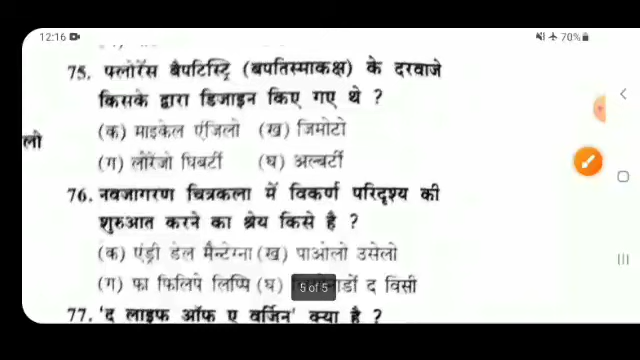 12:16
70%
75. फ्लोरेंस बैपटिस्ट्रि (बपतिस्माकक्ष) के दरवाजे
किसके द्वारा डिजाइन किए गए थे ?
(क) माइकेल एंजिलो (ख) जिमोटो
लो
(ग) लोरेंजो घिबर्टी (घ) अल्बर्टी
76. नवजागरण चित्रकला में विकर्ण परिदृश्य की
शुरुआत करने का श्रेय किसे है ?
(क) एंड्री डेल मैन्टेग्ना (ख) पाओलो उसेलो
(ग) फ्रा फिलिपे लिप्पि (घ) द विंसी
5 of 5
77. 'द लाइफ ऑफ ए वर्जिन' क्या है ?